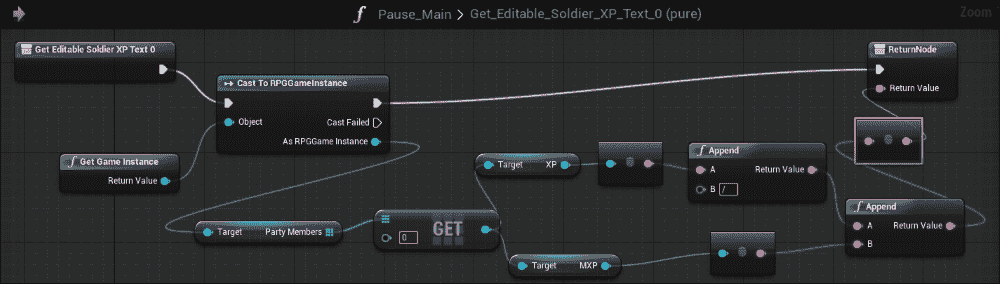 f Pause_Main > Get_Editable_Soldier_XP_Text_0 (pure)
Zoom
Get Editable Soldier XP Text 0
ReturnNode
Return Value
Cast To RPGGameInstance
Object
Cast Failed
As RPGGame Instance
f Get Game Instance
Return Value
Target XP
f Append
A Return Value
B /
f Append
A Return Value
B
Target Party Members
0 GET
Target MXP